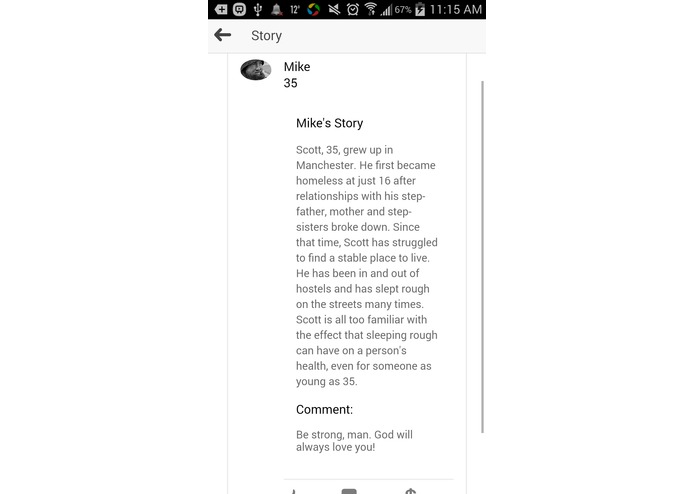 12° 67% 11:15 AM
Story
Mike
35
Mike's Story
Scott, 35, grew up in
Manchester. He first became
homeless at just 16 after
relationships with his step-
father, mother and step-
sisters broke down. Since
that time, Scott has struggled
to find a stable place to live.
He has been in and out of
hostels and has slept rough
on the streets many times.
Scott is all too familiar with
the effect that sleeping rough
can have on a person's
health, even for someone as
young as 35.
Comment:
Be strong, man. God will
always love you!